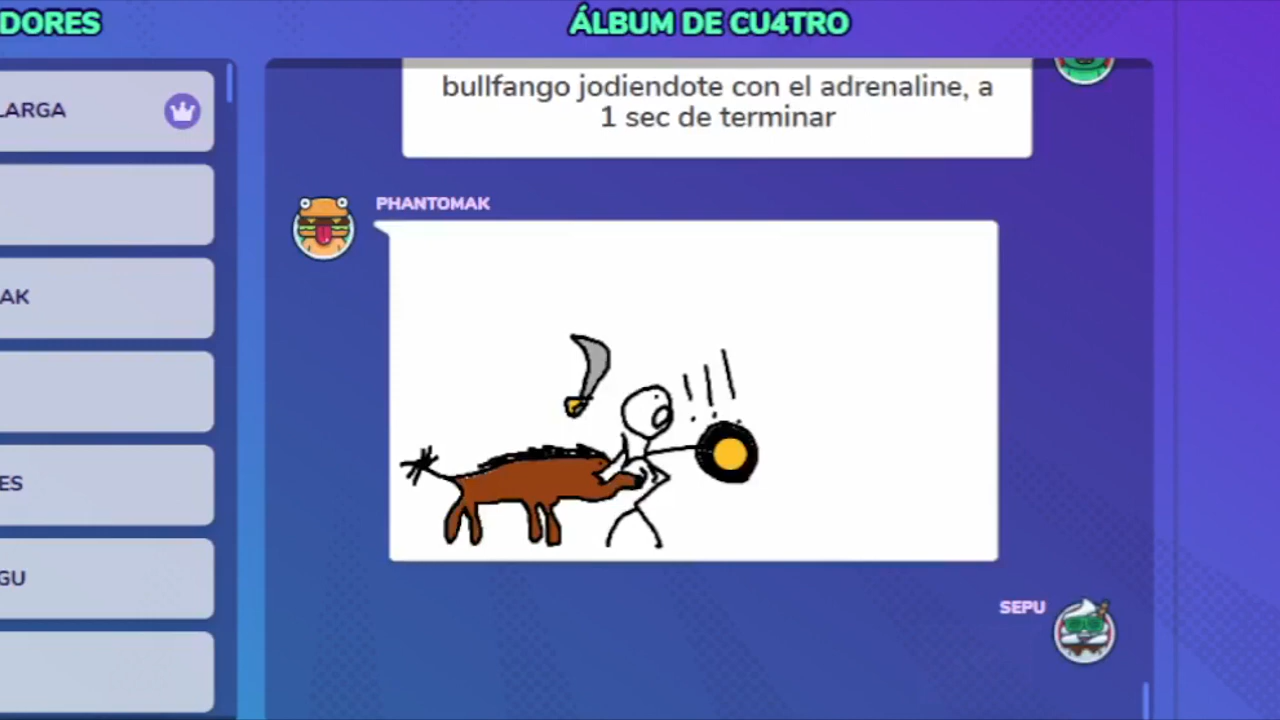 DORES
ÁLBUM DE CU4TRO
LARGA
AK
ES
GU
bullfango jodiendote con el adrenaline, a
1 sec de terminar
PHANTOMAK
SEPU